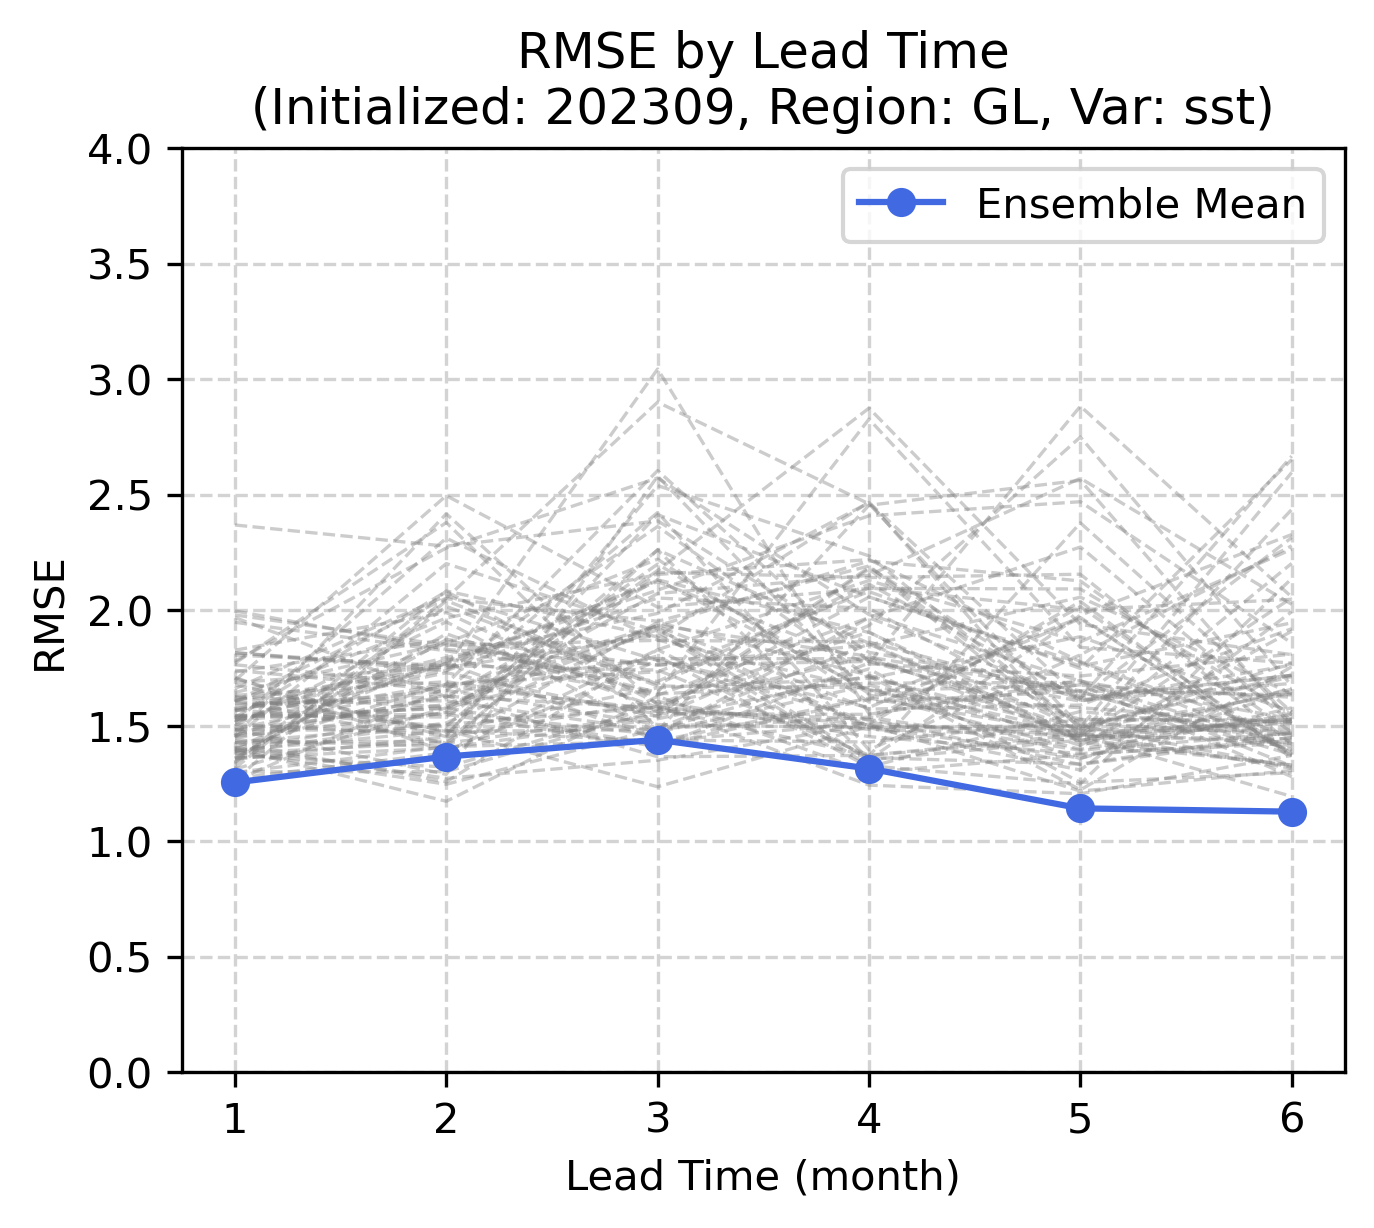 RMSE by Lead Time
(Initialized: 202309, Region: GL, Var: sst)
4.0
3.5
3.0
2.5
2.0
1.5
1.0
0.5
0.0
RMSE
Ensemble Mean
1 2 3 4 5 6
Lead Time (month)